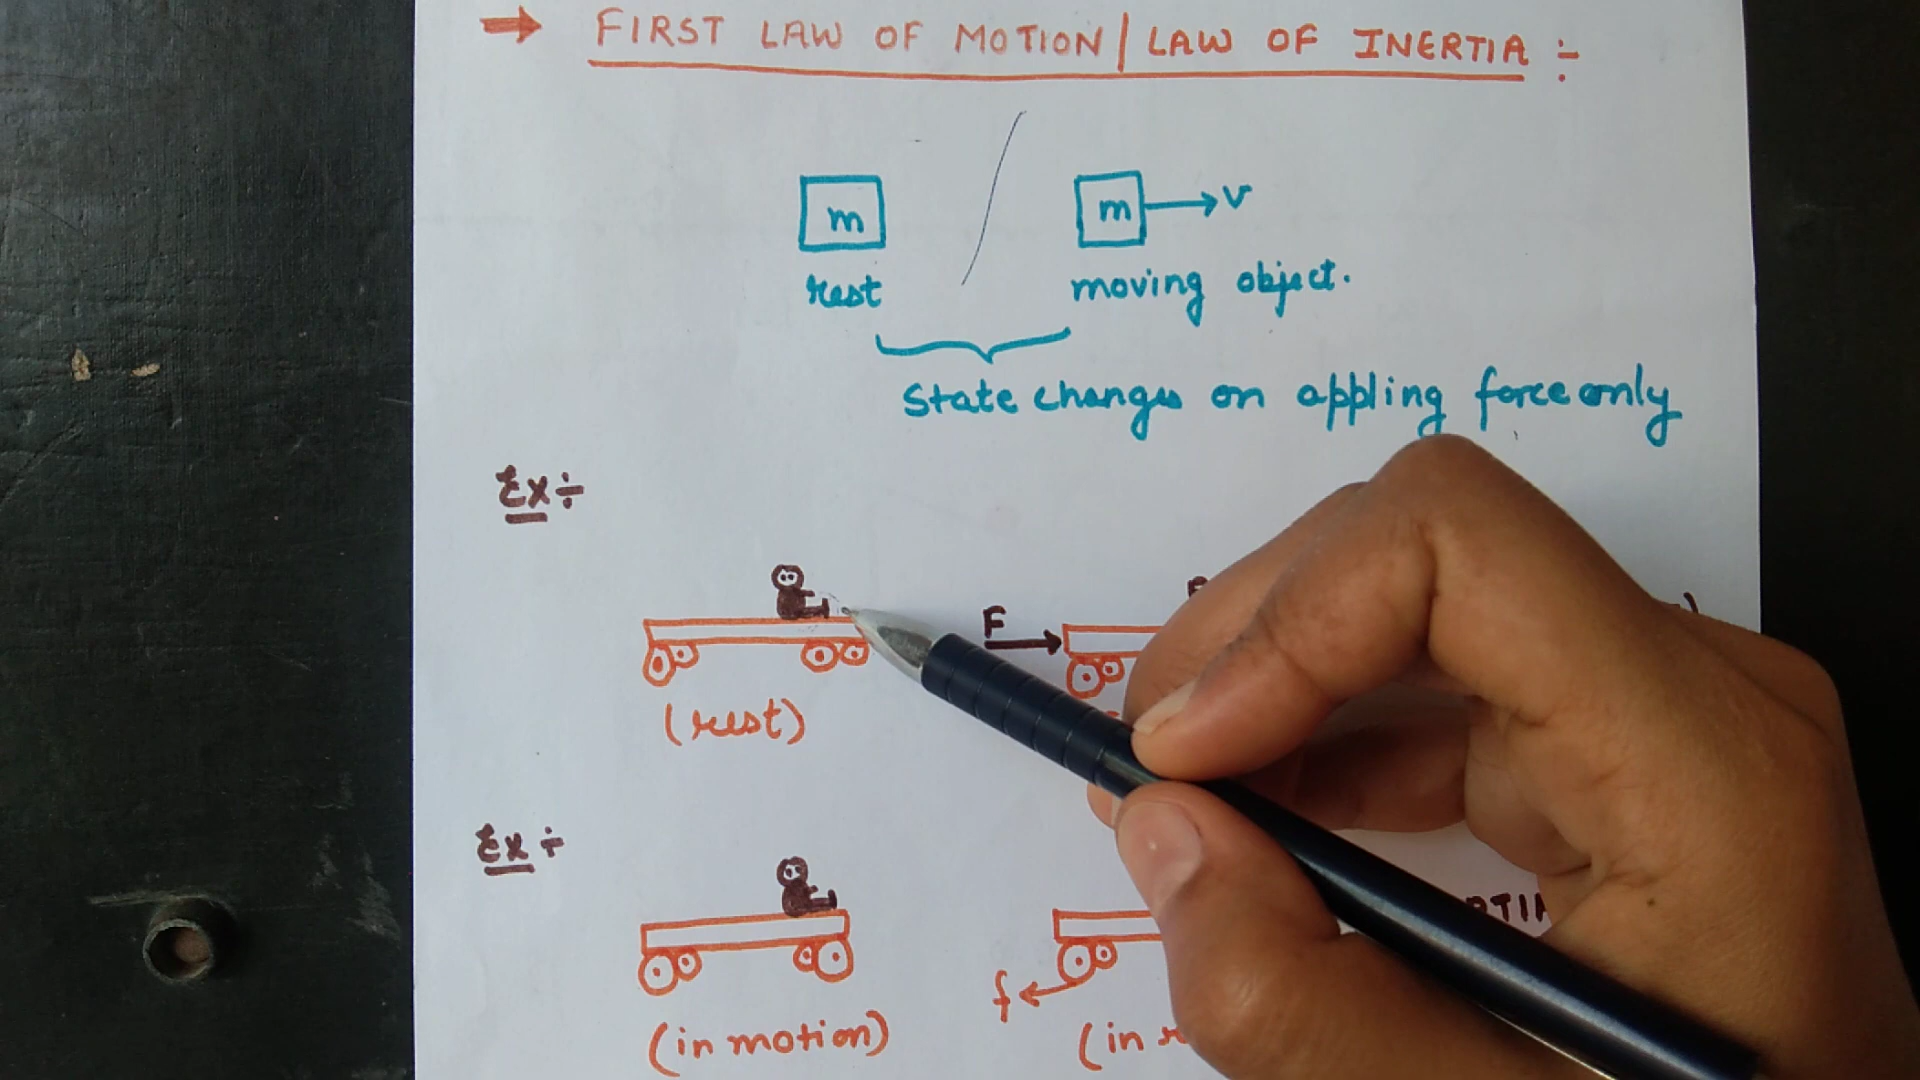 → FIRST LAW OF MOTION / LAW OF INERTIA :-
m m → v
rest moving object.
State changes on appling force only
Ex ÷
F
(rest)
Ex ÷
f
(in motion) (in